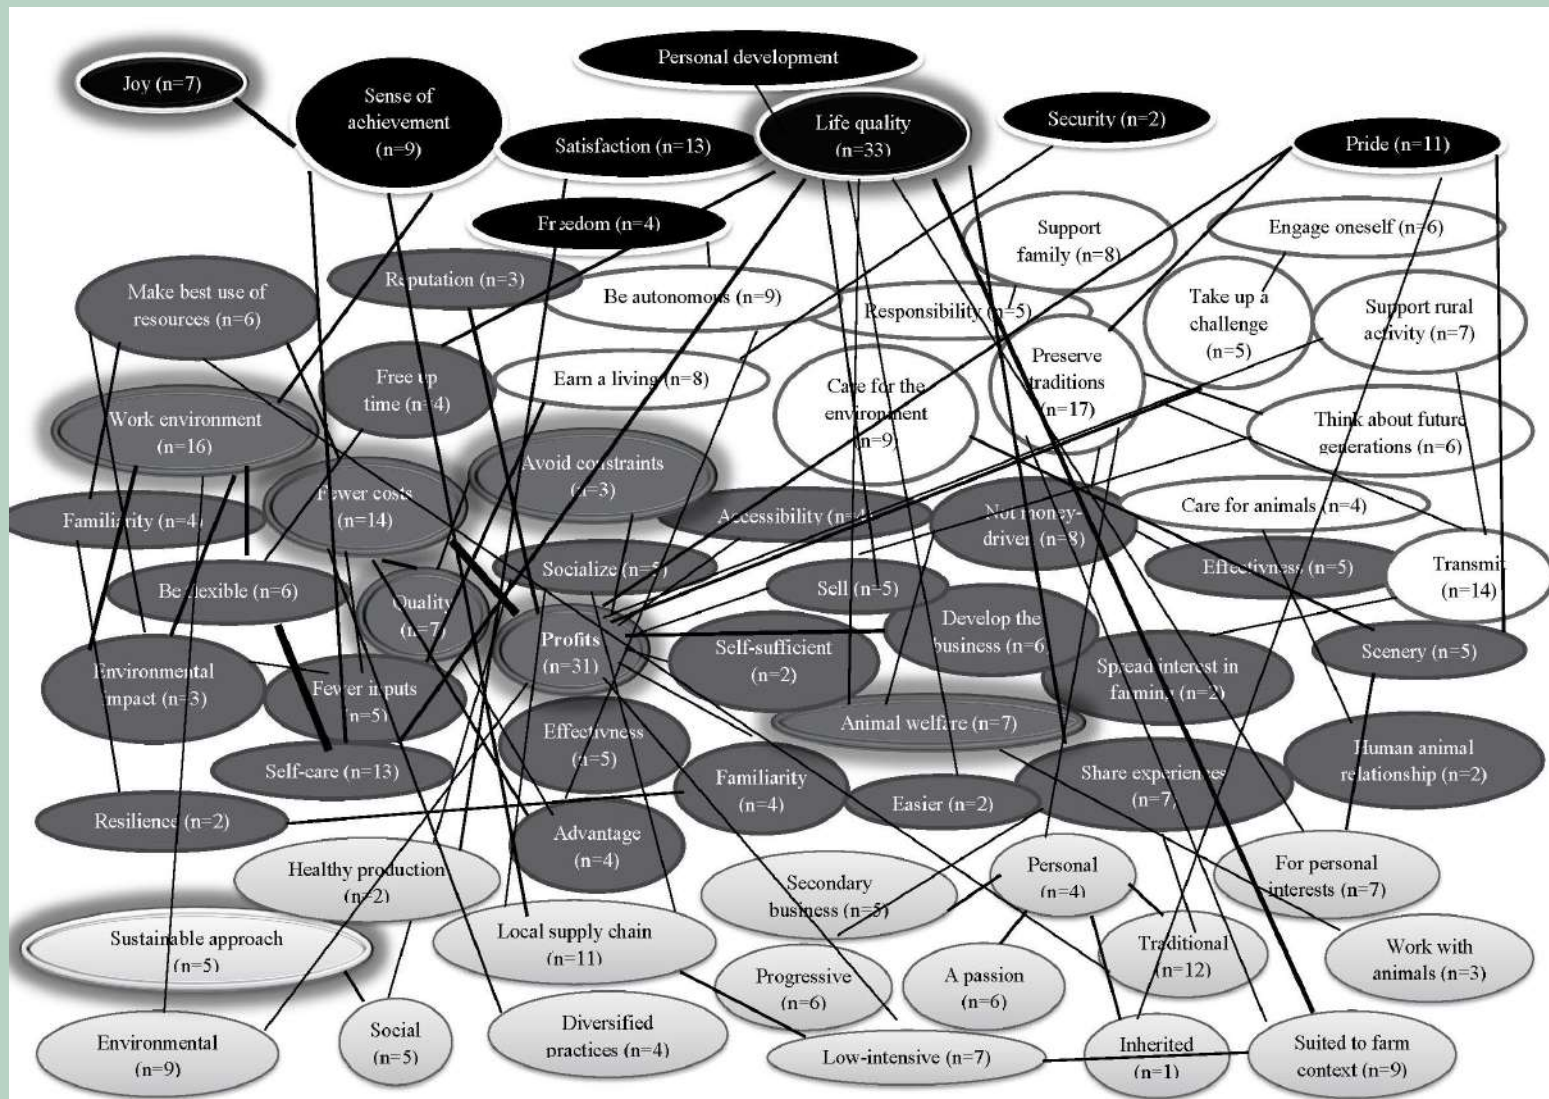 Personal development
Joy (n=7)
Sense of
achievement
(n=9)
Satisfaction (n=13)
Life quality
(n=33)
Security (n=2)
Pride (n=11)
Freedom (n=4)
Support
family (n=8)
Engage oneself (n=6)
Make best use of
resources (n=6)
Reputation (n=3)
Be autonomous (n=9)
Responsibility (n=5)
Take up a
challenge
(n=5)
Support rural
activity (n=7)
Free up
time (n=4)
Earn a living (n=8)
Care for the
environment
(n=9)
Preserve
traditions
(n=17)
Work environment
(n=16)
Think about future
generations (n=6)
Fewer costs
(n=14)
Avoid constraints
(n=3)
Familiarity (n=4)
Accessibility (n=4)
Not money-
driven (n=8)
Care for animals (n=4)
Be flexible (n=6)
Quality
(n=7)
Socialize (n=5)
Sell (n=5)
Effectivness (n=5)
Transmit
(n=14)
Profits
(n=31)
Self-sufficient
(n=2)
Develop the
business (n=6
Scenery (n=5)
Environmental
impact (n=3)
Fewer inputs
(n=5)
Spread interest in
farming (n=2)
Animal welfare (n=7)
Effectivness
(n=5)
Self-care (n=13)
Familiarity
(n=4)
Share experiences
(n=7)
Human animal
relationship (n=2)
Resilience (n=2)
Easier (n=2)
Advantage
(n=4)
Healthy production
(n=2)
Secondary
business (n=5)
Personal
(n=4)
For personal
interests (n=7)
Sustainable approach
(n=5)
Local supply chain
(n=11)
Traditional
(n=12)
Work with
animals (n=3)
Progressive
(n=6)
A passion
(n=6)
Environmental
(n=9)
Social
(n=5)
Diversified
practices (n=4)
Low-intensive (n=7)
Inherited
(n=1)
Suited to farm
context (n=9)